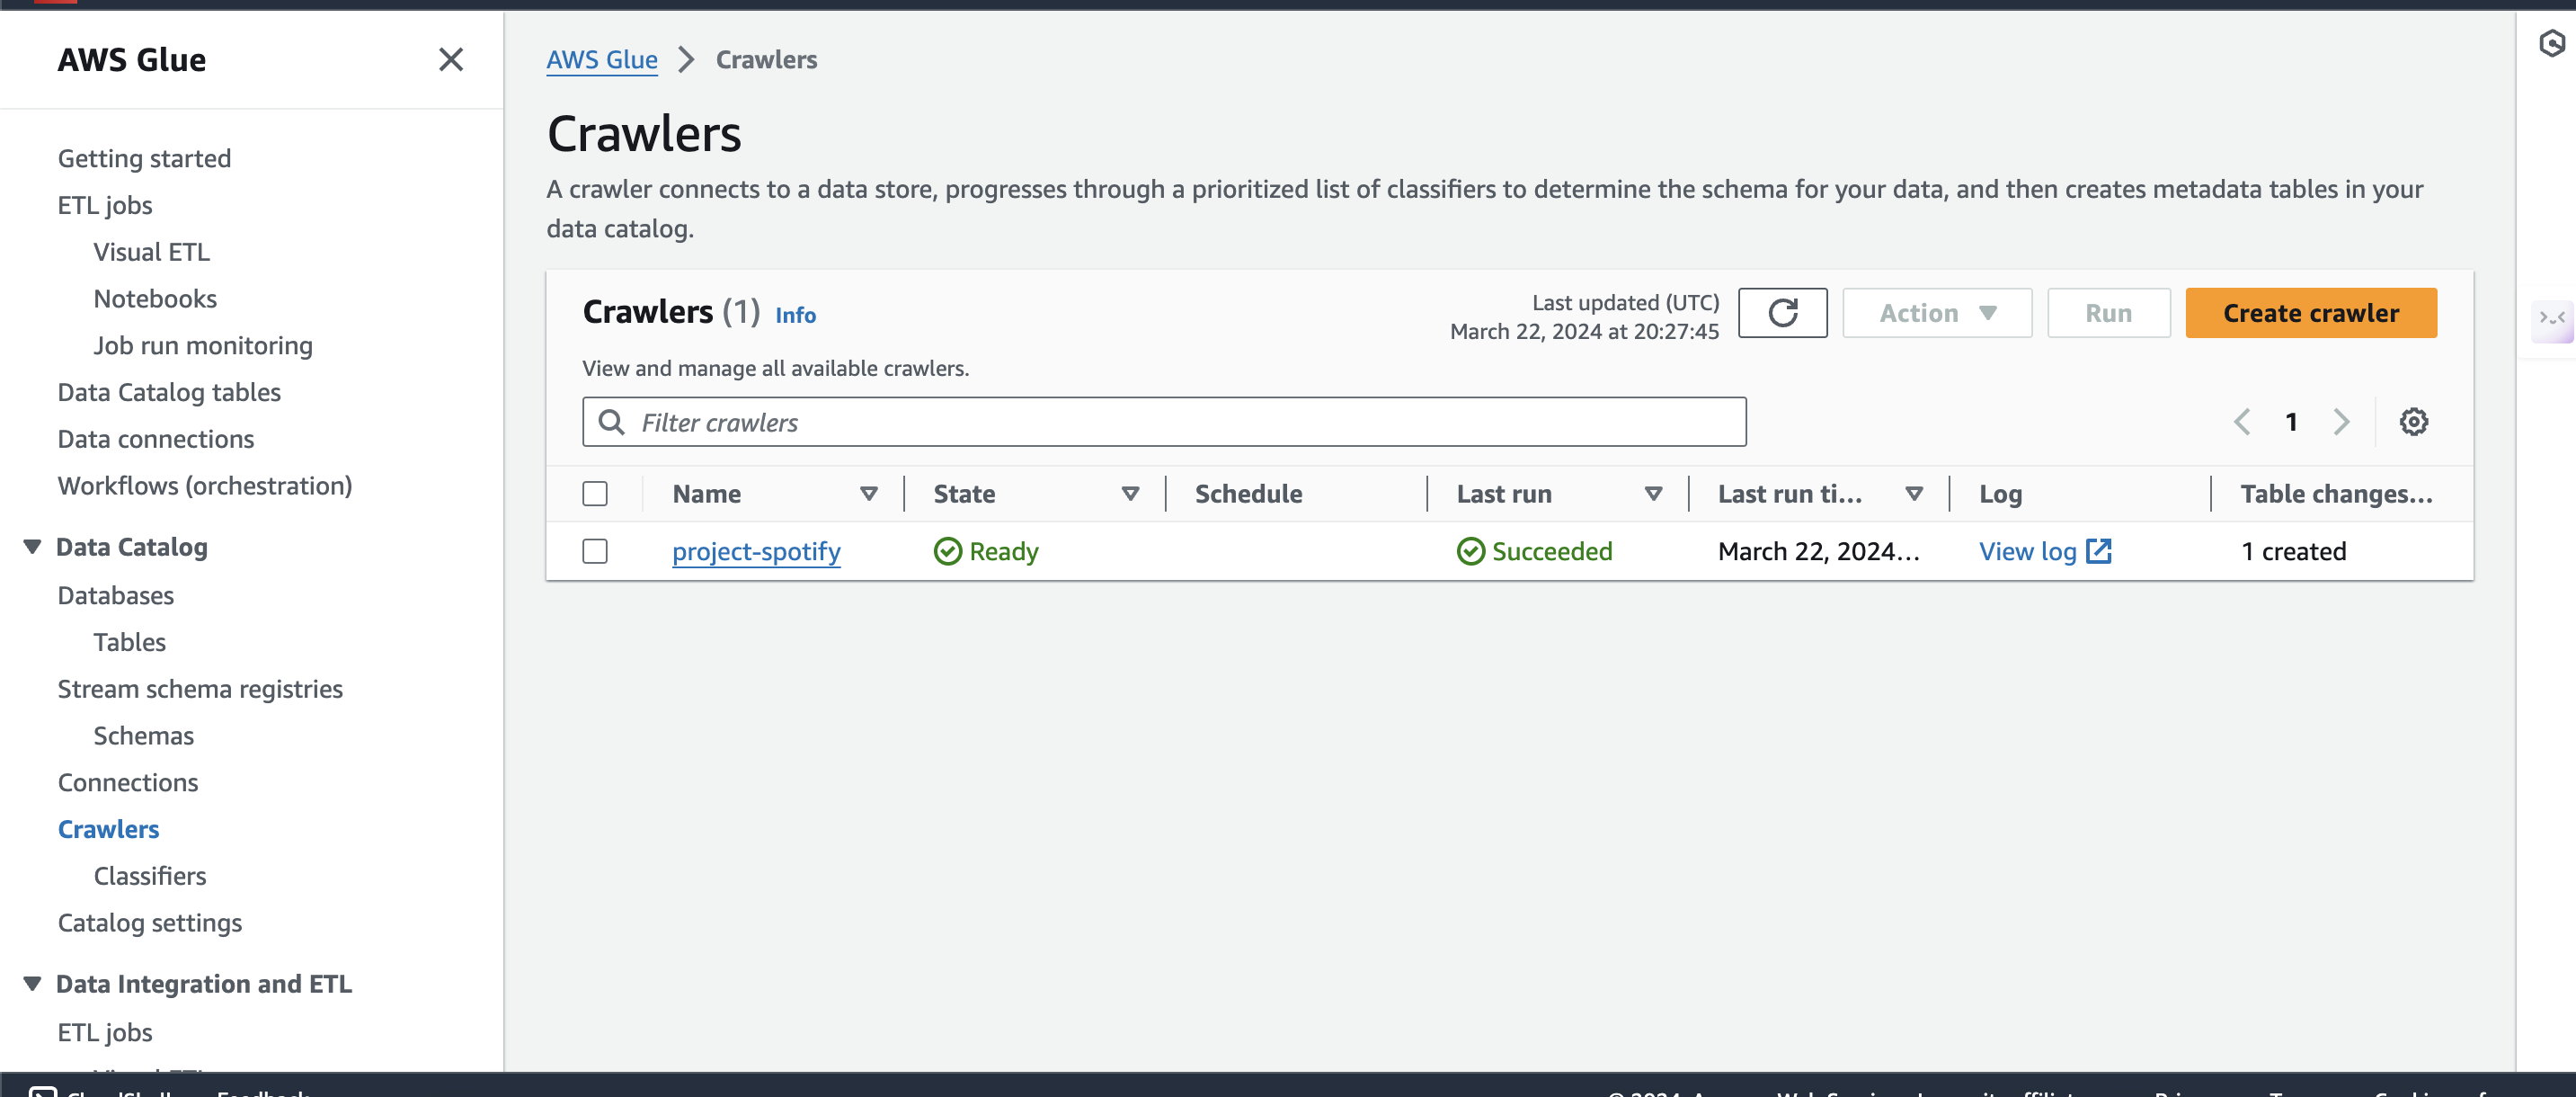 AWS Glue
Getting started
ETL jobs
Visual ETL
Notebooks
Job run monitoring
Data Catalog tables
Data connections
Workflows (orchestration)
Data Catalog
Databases
Tables
Stream schema registries
Schemas
Connections
Crawlers
Classifiers
Catalog settings
Data Integration and ETL
ETL jobs
AWS Glue > Crawlers
Crawlers
A crawler connects to a data store, progresses through a prioritized list of classifiers to determine the schema for your data, and then creates metadata tables in your
data catalog.
Crawlers (1) Info
Last updated (UTC)
March 22, 2024 at 20:27:45
Action
Run
Create crawler
View and manage all available crawlers.
Filter crawlers
1
Name State Schedule Last run Last run ti... Log Table changes...
project-spotify Ready Succeeded March 22, 2024... View log 1 created